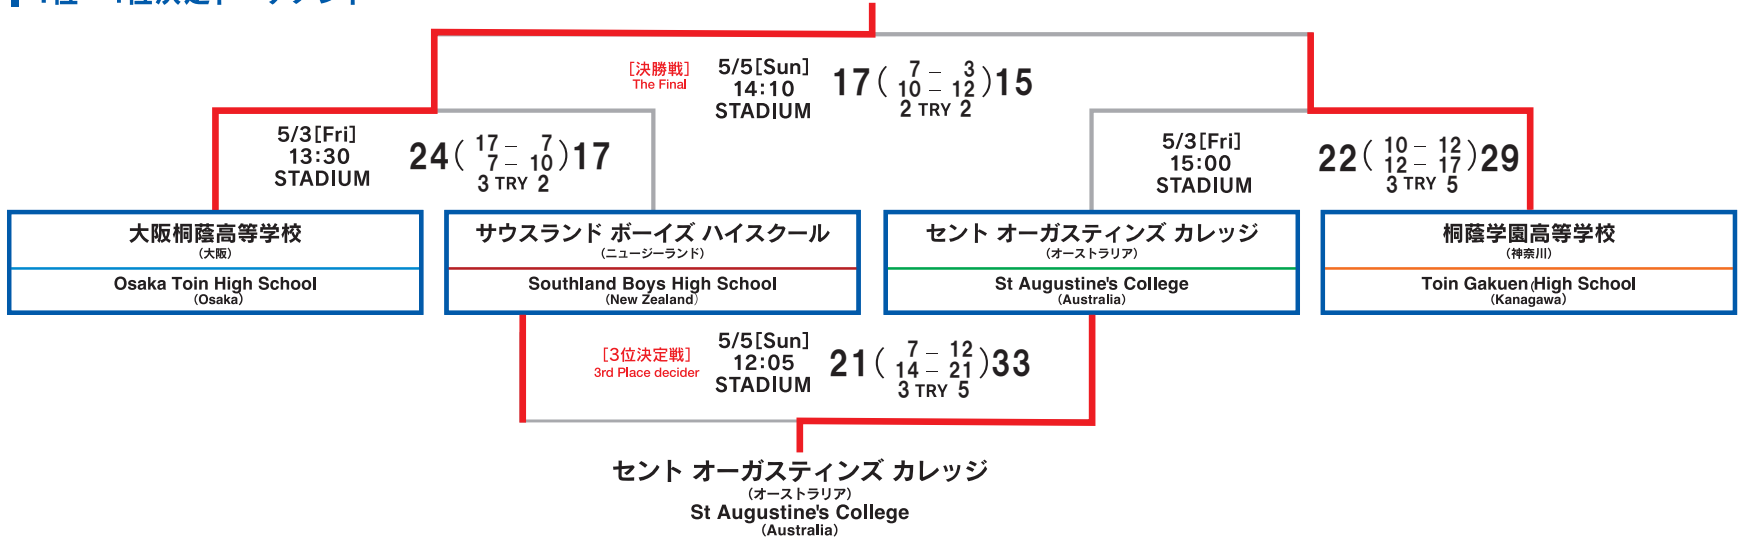 [決勝戦]
The Final
5/5[Sun]
14:10
STADIUM
17 ( 7 – 3 ) 15
10 – 12
2 TRY 2
5/3[Fri]
13:30
STADIUM
24 ( 17 – 7 ) 17
7 – 10
3 TRY 2
5/3[Fri]
15:00
STADIUM
22 ( 10 – 12 ) 29
12 – 17
3 TRY 5
大阪桐蔭高等学校
(大阪)
Osaka Toin High School
(Osaka)
サウスランド ボーイズ ハイスクール
(ニュージーランド)
Southland Boys High School
(New Zealand)
セント オーガスティンズ カレッジ
(オーストラリア)
St Augustine's College
(Australia)
桐蔭学園高等学校
(神奈川)
Toin Gakuen(High School
(Kanagawa)
[3位決定戦]
3rd Place decider
5/5[Sun]
12:05
STADIUM
21 ( 7 – 12 ) 33
14 – 21
3 TRY 5
セント オーガスティンズ カレッジ
(オーストラリア)
St Augustine's College
(Australia)